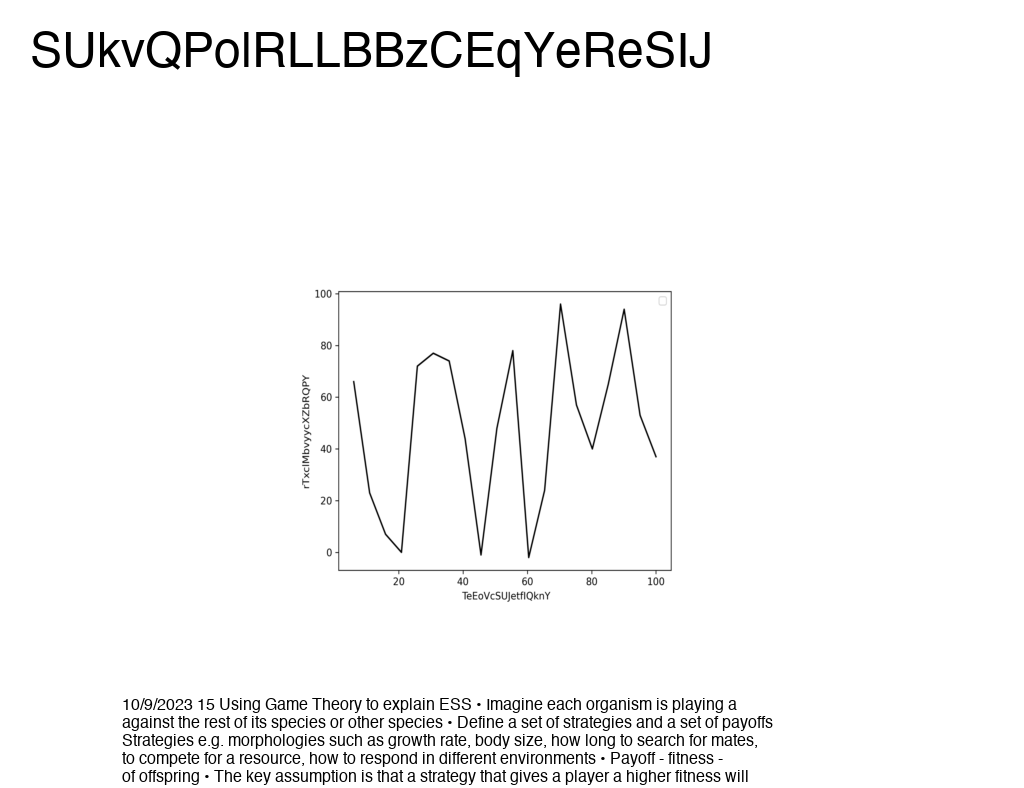 SUkvQPolRLLBBzCEqYeReSIJ
100
80
60
40
20
0
rTxclMbvyycXZbRQPY
20 40 60 80 100
TeEoVcSUJetflQknY
10/9/2023 15 Using Game Theory to explain ESS • Imagine each organism is playing a
against the rest of its species or other species • Define a set of strategies and a set of payoffs
Strategies e.g. morphologies such as growth rate, body size, how long to search for mates,
to compete for a resource, how to respond in different environments • Payoff - fitness -
of offspring • The key assumption is that a strategy that gives a player a higher fitness will